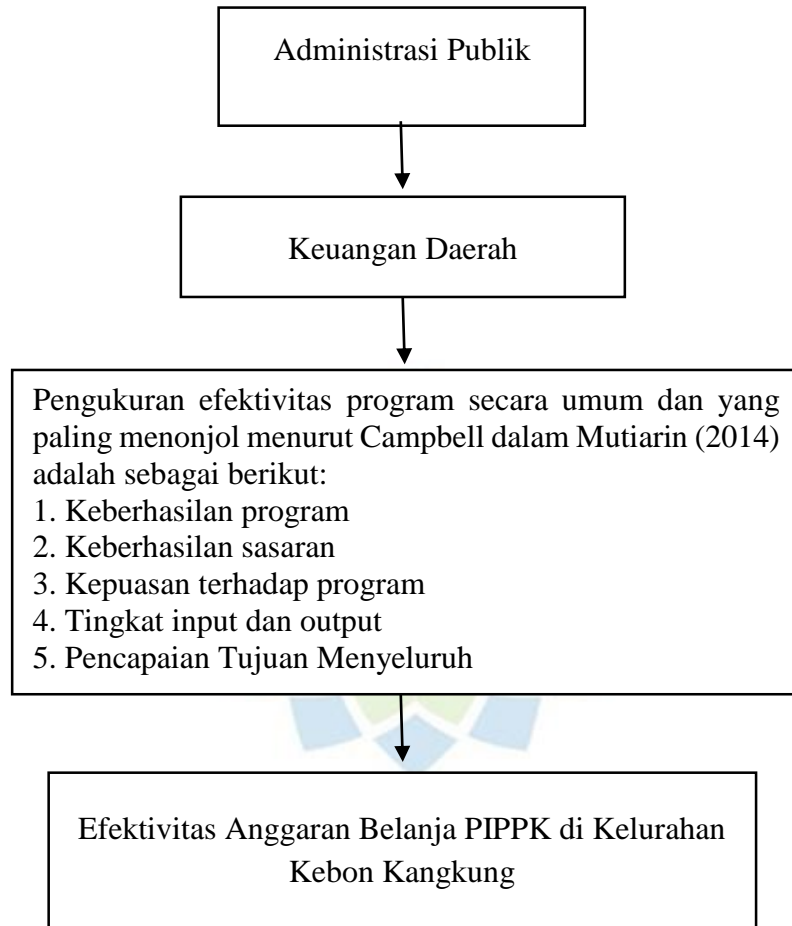 Administrasi Publik
Keuangan Daerah
Pengukuran efektivitas program secara umum dan yang
paling menonjol menurut Campbell dalam Mutiarin (2014)
adalah sebagai berikut:
1. Keberhasilan program
2. Keberhasilan sasaran
3. Kepuasan terhadap program
4. Tingkat input dan output
5. Pencapaian Tujuan Menyeluruh
Efektivitas Anggaran Belanja PIPPK di Kelurahan
Kebon Kangkung